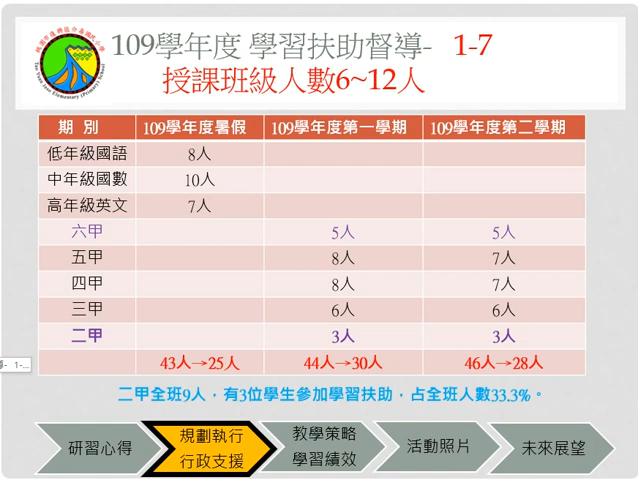 109學年度 學習扶助督導- 1-7
授課班級人數6~12人
期 別 109學年度暑假 109學年度第一學期 109學年度第二學期
低年級國語 8人
中年級國數 10人
高年級英文 7人
六甲 5人 5人
五甲 8人 7人
四甲 8人 7人
三甲 6人 6人
二甲 3人 3人
43人→25人 44人→30人 46人→28人
二甲全班9人，有3位學生參加學習扶助，占全班人數33.3%。
研習心得
規劃執行
行政支援
教學策略
學習績效
活動照片
未來展望